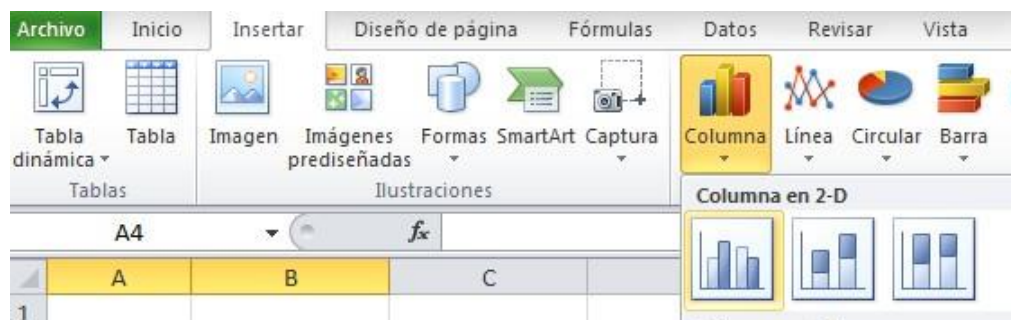 Archivo Inicio Insertar Diseño de página Fórmulas Datos Revisar Vista
Tabla dinámica
Tabla
Imagen
Imágenes prediseñadas
Formas
SmartArt
Captura
Columna
Línea
Circular
Barra
Tablas
Ilustraciones
Columna en 2-D
A4
fx
A B C
1